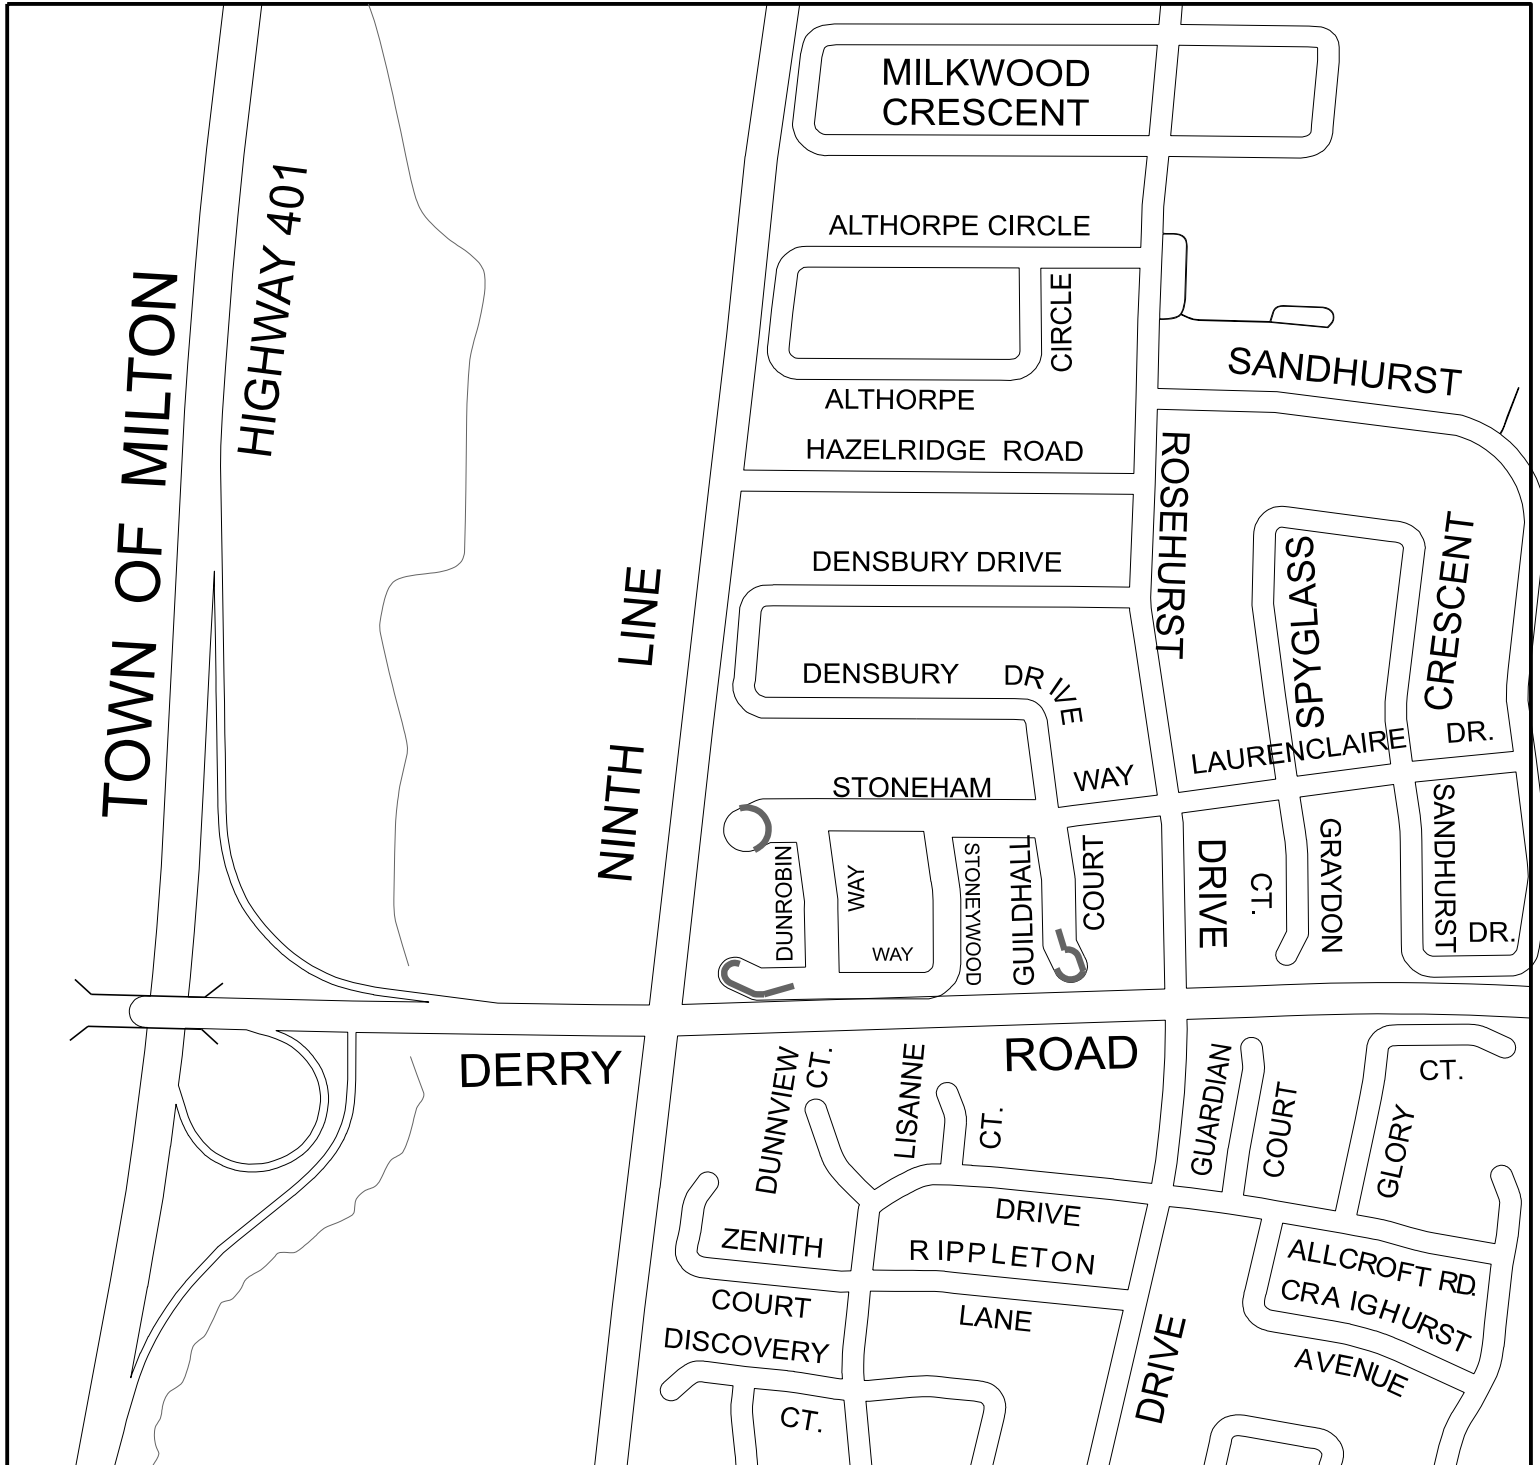 MILKWOOD
CRESCENT
HIGHWAY 401
ALTHORPE CIRCLE
TOWN OF MILTON
CIRCLE
SANDHURST
ALTHORPE
HAZELRIDGE ROAD
ROSEHURST
DENSBURY DRIVE
SPYGLASS
CRESCENT
NINTH LINE
DENSBURY DRIVE
LAURENCLAIRE DR.
STONEHAM WAY
DUNROBIN
WAY
WAY
STONEYWOOD
GUILDHALL
COURT
DRIVE
CT.
GRAYDON
SANDHURST
DR.
DERRY ROAD
DUNNVIEW
CT.
LISANNE
CT.
GUARDIAN
COURT
GLORY
CT.
DRIVE
ZENITH
RIPPLETON
ALLCROFT RD.
CRAIGHURST
COURT
LANE
DISCOVERY
AVENUE
DRIVE
CT.